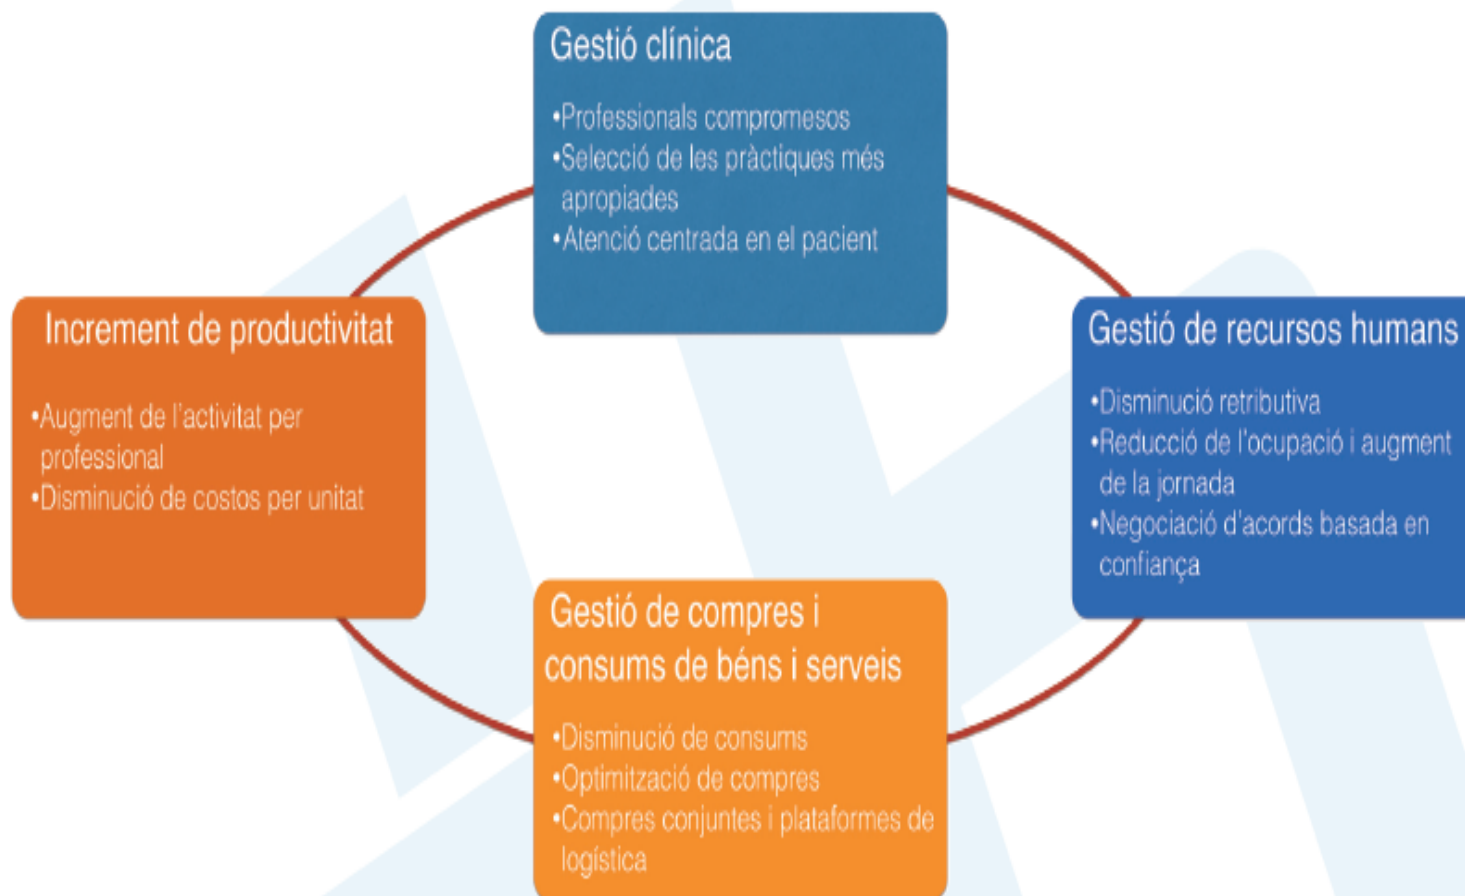 Gestió clínica
•Professionals compromesos
•Selecció de les pràctiques més
apropiades
•Atenció centrada en el pacient
Increment de productivitat
•Augment de l'activitat per
professional
•Disminució de costos per unitat
Gestió de recursos humans
•Disminució retributiva
•Reducció de l'ocupació i augment
de la jornada
•Negociació d'acords basada en
confiança
Gestió de compres i
consums de béns i serveis
•Disminució de consums
•Optimització de compres
•Compres conjuntes i plataformes de
logística